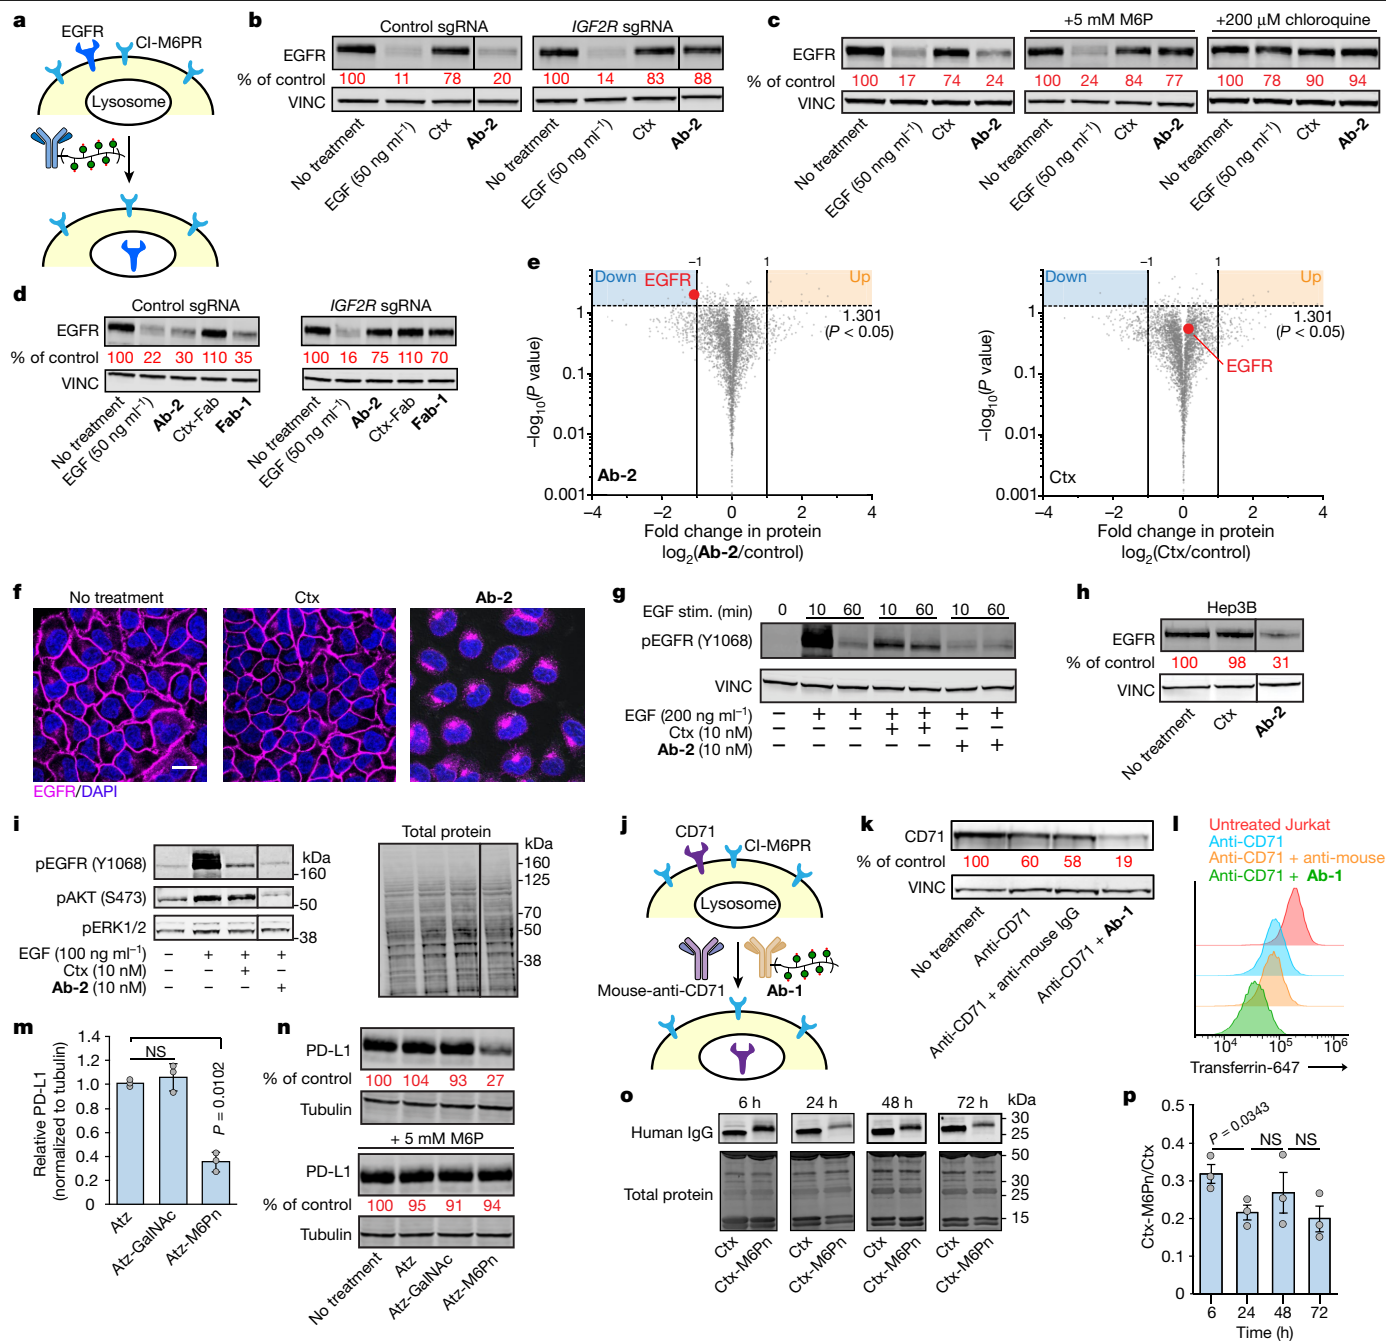 a
EGFR
CI-M6PR
Lysosome
b
Control sgRNA
IGF2R sgRNA
EGFR
% of control
100 11 78 20
100 14 83 88
VINC
No treatment
EGF (50 ng ml−1)
Ctx
Ab-2
No treatment
EGF (50 ng ml−1)
Ctx
Ab-2
c
+5 mM M6P
+200 μM chloroquine
EGFR
% of control
100 17 74 24
100 24 84 77
100 78 90 94
VINC
No treatment
EGF (50 nng ml−1)
Ctx
Ab-2
No treatment
EGF (50 ng ml−1)
Ctx
Ab-2
No treatment
EGF (50 ng ml−1)
Ctx
Ab-2
d
Control sgRNA
IGF2R sgRNA
EGFR
% of control
100 22 30 110 35
100 16 75 110 70
VINC
No treatment
EGF (50 ng ml−1)
Ab-2
Ctx-Fab
Fab-1
No treatment
EGF (50 ng ml−1)
Ab-2
Ctx-Fab
Fab-1
e
−1 1
Down
EGFR
Up
1.301
(P < 0.05)
1
0.1
0.01
0.001
−log10(P value)
Ab-2
−4 −2 0 2 4
Fold change in protein
log2(Ab-2/control)
−1 1
Down
Up
1.301
(P < 0.05)
EGFR
1
0.1
0.01
0.001
−log10(P value)
Ctx
−4 −2 0 2 4
Fold change in protein
log2(Ctx/control)
f
No treatment
Ctx
Ab-2
EGFR/DAPI
g
EGF stim. (min) 0 10 60 10 60 10 60
pEGFR (Y1068)
VINC
EGF (200 ng ml−1) − + + + + + +
Ctx (10 nM) − − − + + − −
Ab-2 (10 nM) − − − − − + +
h
Hep3B
EGFR
% of control
100 98 31
VINC
No treatment
Ctx
Ab-2
i
pEGFR (Y1068)
pAKT (S473)
pERK1/2
kDa
160
50
38
EGF (100 ng ml−1) − + + +
Ctx (10 nM) − − + −
Ab-2 (10 nM) − − − +
Total protein
kDa
160
125
70
50
38
j
CD71
CI-M6PR
Lysosome
Mouse-anti-CD71
Ab-1
k
CD71
% of control
100 60 58 19
VINC
No treatment
Anti-CD71
Anti-CD71 + anti-mouse IgG
Anti-CD71 + Ab-1
l
Untreated Jurkat
Anti-CD71
Anti-CD71 + anti-mouse
Anti-CD71 + Ab-1
10^4 10^5 10^6
Transferrin-647
m
Relative PD-L1
(normalized to tubulin)
1.4
1.2
1.0
0.8
0.6
0.4
0.2
0
NS
P = 0.0102
Atz
Atz-GalNAc
Atz-M6Pn
n
PD-L1
% of control
100 104 93 27
Tubulin
+ 5 mM M6P
PD-L1
% of control
100 95 91 94
Tubulin
No treatment
Atz
Atz-GalNAc
Atz-M6Pn
o
6 h 24 h 48 h 72 h
kDa
Human IgG
30
25
Total protein
50
30
25
15
Ctx
Ctx-M6Pn
Ctx
Ctx-M6Pn
Ctx
Ctx-M6Pn
Ctx
Ctx-M6Pn
p
Ctx-M6Pn/Ctx
0.5
0.4
0.3
0.2
0.1
0
P = 0.0343
NS
NS
6 24 48 72
Time (h)